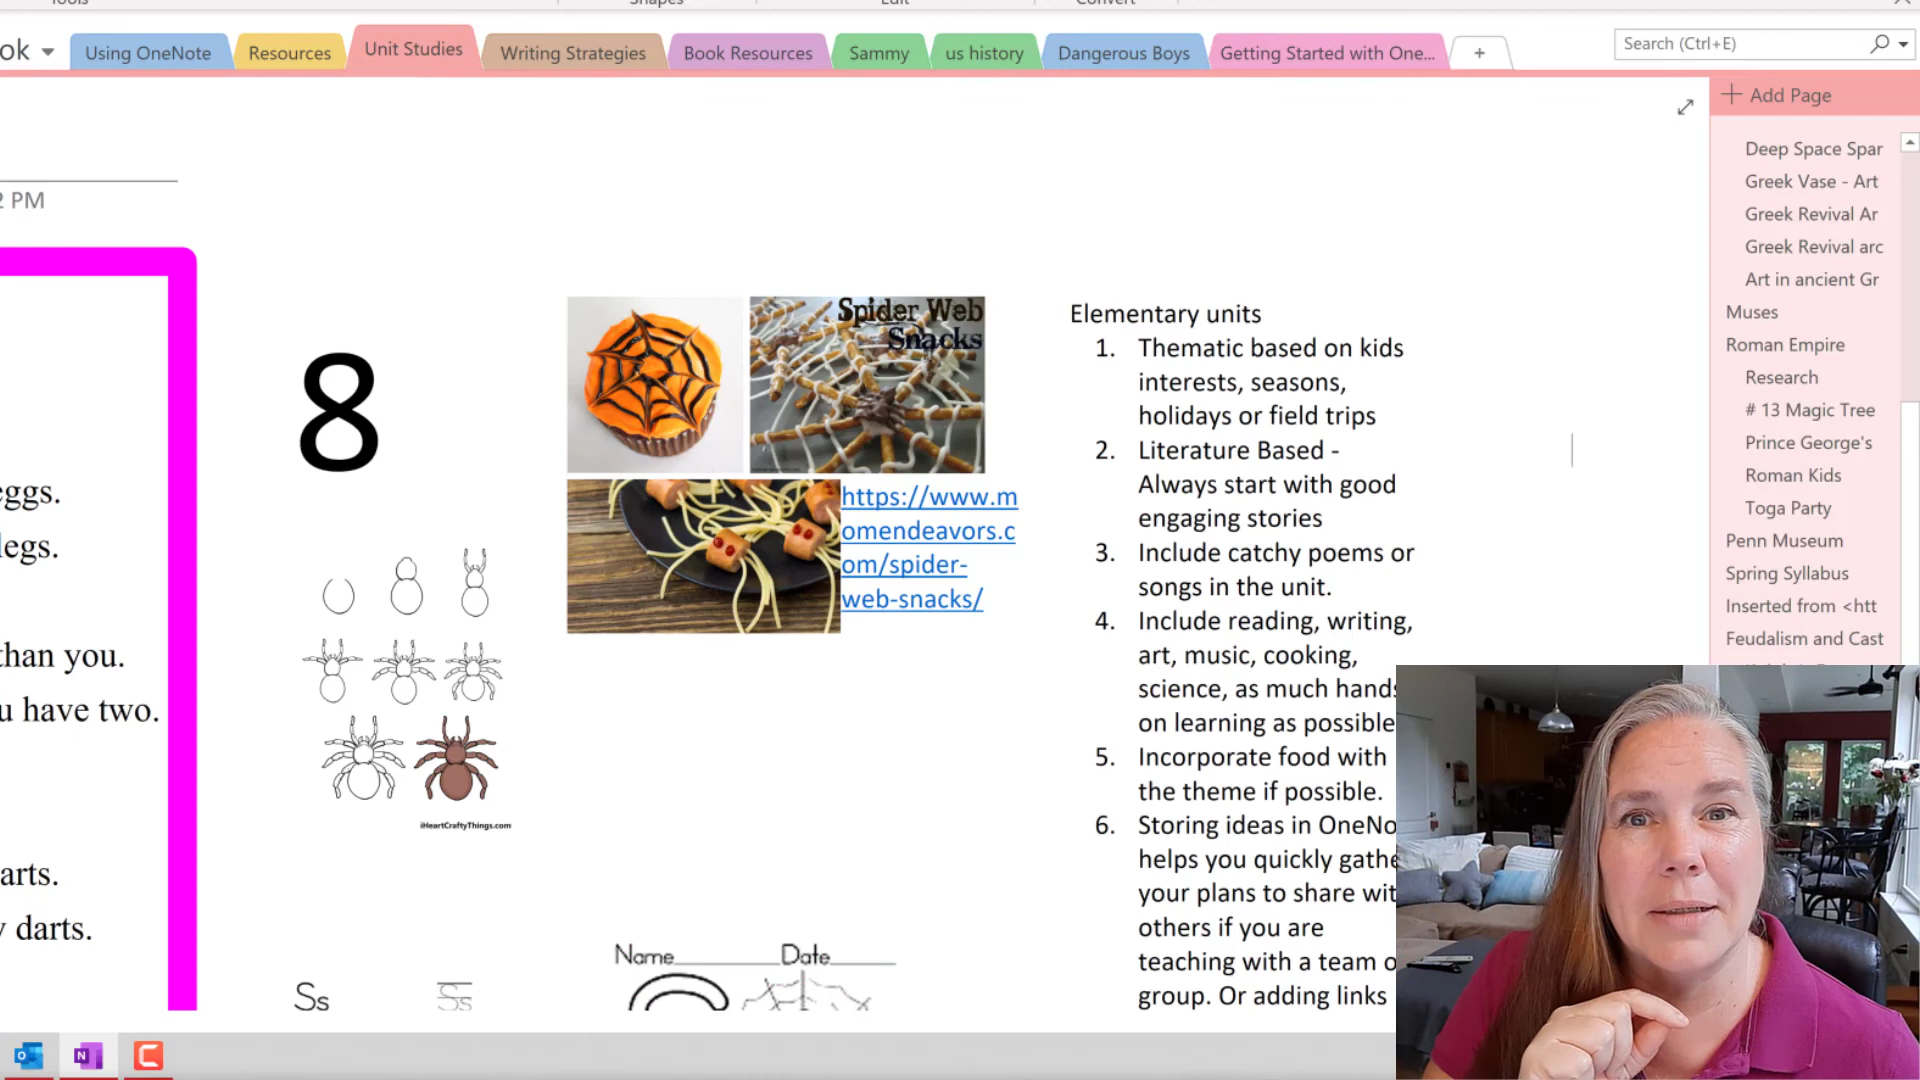 Tools
Shapes
Edit
Convert
ok
Using OneNote
Resources
Unit Studies
Writing Strategies
Book Resources
Sammy
us history
Dangerous Boys
Getting Started with One...
+
Search (Ctrl+E)
Add Page
Deep Space Spar
Greek Vase - Art
Greek Revival Ar
Greek Revival arc
Art in ancient Gr
Muses
Roman Empire
Research
# 13 Magic Tree
Prince George's
Roman Kids
Toga Party
Penn Museum
Spring Syllabus
Inserted from <htt
Feudalism and Cast
2 PM
eggs.
legs.
than you.
u have two.
arts.
y darts.
8
iHeartCraftyThings.com
Ss
Ss
Spider Web
Snacks
https://www.m
omendeavors.c
om/spider-
web-snacks/
Name
Date
Elementary units
1. Thematic based on kids
interests, seasons,
holidays or field trips
2. Literature Based -
Always start with good
engaging stories
3. Include catchy poems or
songs in the unit.
4. Include reading, writing,
art, music, cooking,
science, as much hands
on learning as possible
5. Incorporate food with
the theme if possible.
6. Storing ideas in OneNo
helps you quickly gathe
your plans to share wit
others if you are
teaching with a team o
group. Or adding links